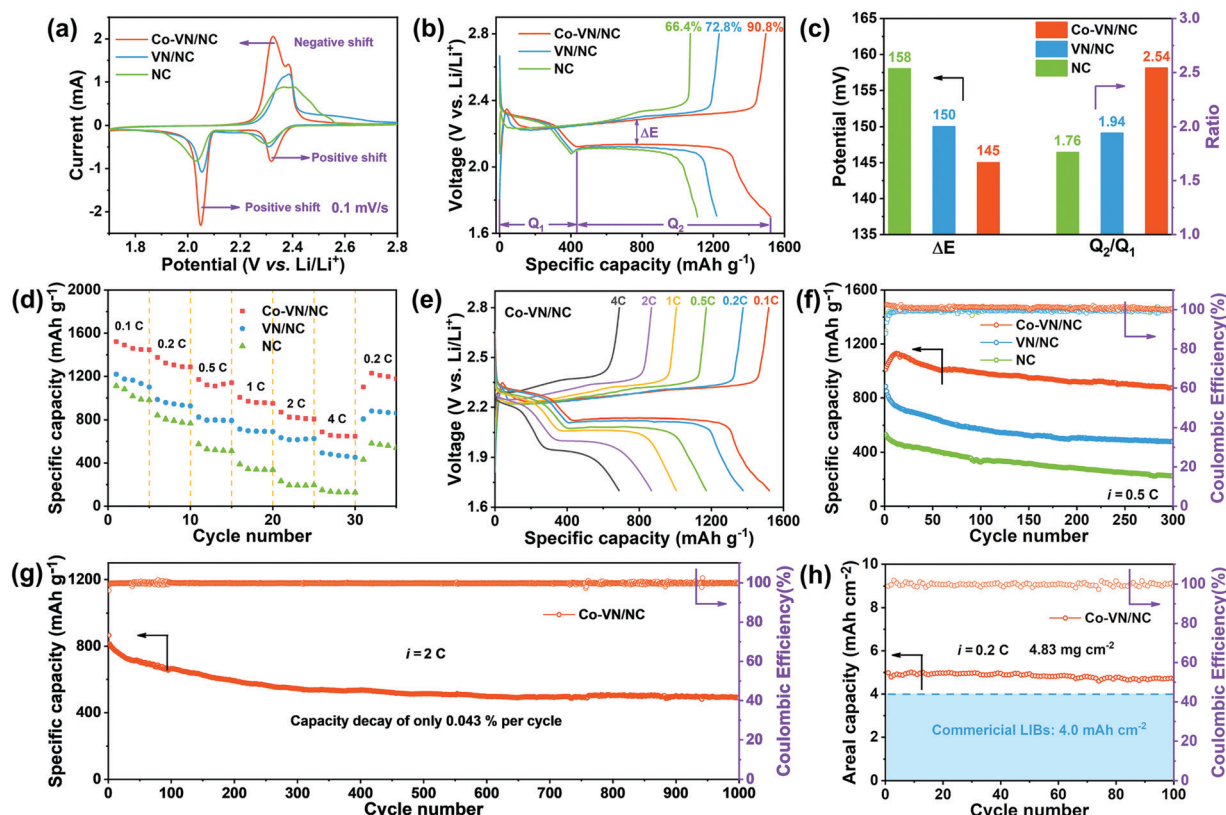 (a)
Current (mA)
2
1
0
-1
-2
Co-VN/NC
VN/NC
NC
Negative shift
Positive shift
Positive shift
0.1 mV/s
2.0
2.2
2.4
2.6
2.8
Potential (V vs. Li/Li⁺)
(b)
Voltage (V vs. Li/Li⁺)
2.8
2.4
2.0
1.6
Co-VN/NC
VN/NC
NC
66.4% 72.8% 90.8%
ΔE
Q₁
Q₂
0
400
800
1200
1600
Specific capacity (mAh g⁻¹)
(c)
Potential (mV)
165
160
155
150
145
140
135
Co-VN/NC
VN/NC
NC
158
150
145
1.76
1.94
2.54
ΔE
Q₂/Q₁
3.0
2.5
2.0
1.5
1.0
Ratio
(d)
Specific capacity (mAh g⁻¹)
2000
1600
1200
800
400
0
Co-VN/NC
VN/NC
NC
0.1 C
0.2 C
0.5 C
1 C
2 C
4 C
0.2 C
0
10
20
30
Cycle number
(e)
Voltage (V vs. Li/Li⁺)
2.8
2.4
2.0
1.6
Co-VN/NC
4C
2C
1C
0.5C
0.2C
0.1C
0
400
800
1200
1600
Specific capacity (mAh g⁻¹)
(f)
Specific capacity (mAh g⁻¹)
1600
1200
800
400
0
Co-VN/NC
VN/NC
NC
i = 0.5 C
0
50
100
150
200
250
300
Cycle number
100
80
60
40
20
0
Coulombic Efficiency(%)
(g)
Specific capacity (mAh g⁻¹)
1200
800
400
0
Co-VN/NC
i = 2 C
Capacity decay of only 0.043 % per cycle
0
100
200
300
400
500
600
700
800
900
1000
Cycle number
100
80
60
40
20
0
Coulombic Efficiency(%)
(h)
Areal capacity (mAh cm⁻²)
10
9
8
7
6
5
4
3
2
1
0
Co-VN/NC
i = 0.2 C
4.83 mg cm⁻²
Commericial LIBs: 4.0 mAh cm⁻²
0
20
40
60
80
100
Cycle number
100
80
60
40
20
0
Coulombic Efficiency(%)